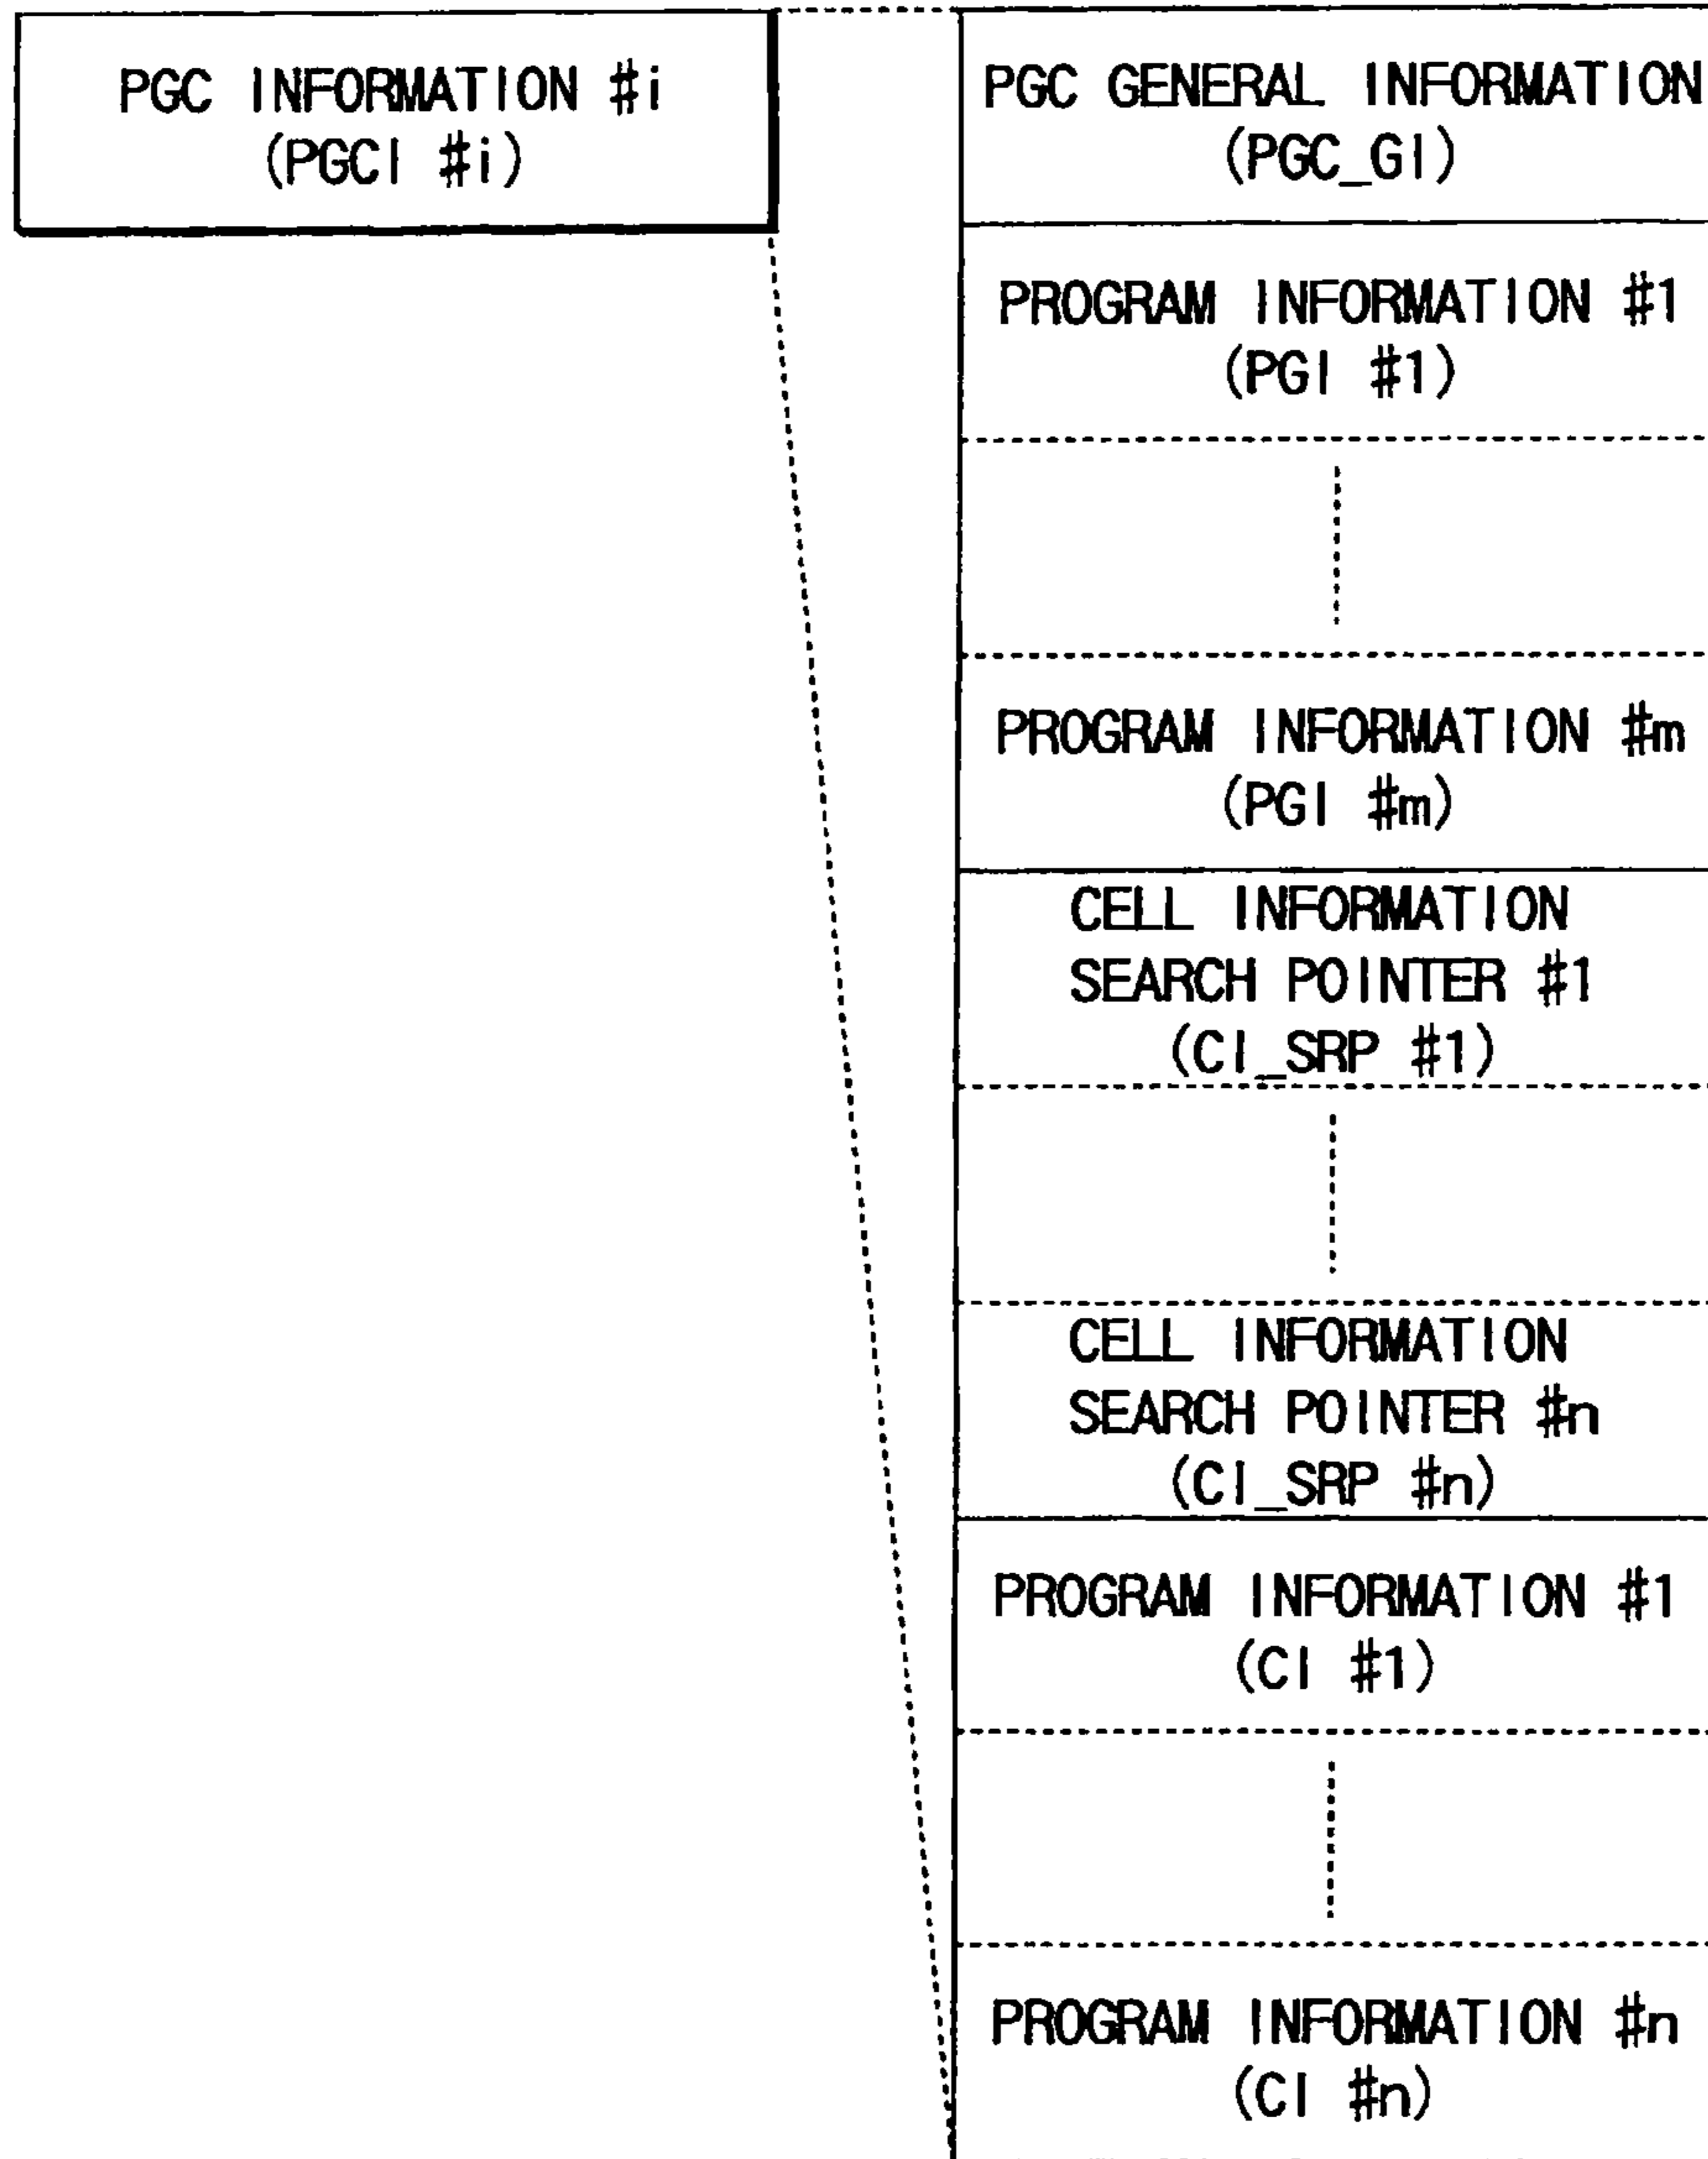 PGC INFORMATION #i
(PGCI #i)
PGC GENERAL INFORMATION
(PGC_GI)
PROGRAM INFORMATION #1
(PGI #1)
PROGRAM INFORMATION #m
(PGI #m)
CELL INFORMATION
SEARCH POINTER #1
(CI_SRP #1)
CELL INFORMATION
SEARCH POINTER #n
(CI_SRP #n)
PROGRAM INFORMATION #1
(CI #1)
PROGRAM INFORMATION #n
(CI #n)